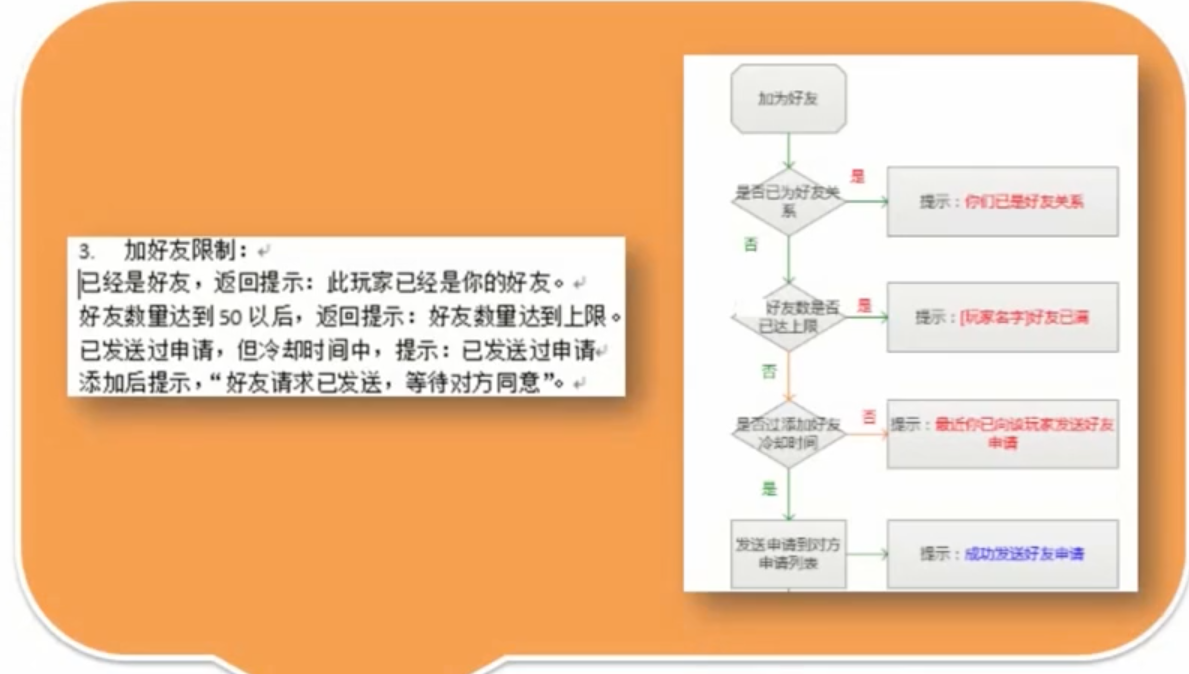 3. 加好友限制：
已经是好友，返回提示：此玩家已经是你的好友。
好友数量达到50以后，返回提示：好友数量达到上限。
已发送过申请，但冷却时间中，提示：已发送过申请
添加后提示，“好友请求已发送，等待对方同意”。
加为好友
是否已为好友关
系
是
提示：你们已是好友关系
否
好友数是否
已达上限
是
提示：[玩家名字]好友已满
否
是否过添加好友
冷却时间
否
提示：最近你已向该玩家发送好友
申请
是
发送申请到对方
申请列表
提示：成功发送好友申请